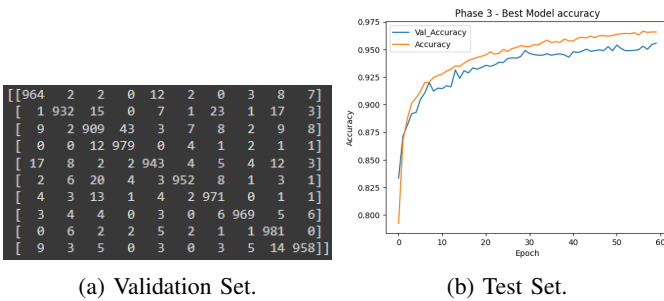 [[964 2 2 0 12 2 0 3 8 7]
[ 1 932 15 0 7 1 23 1 17 3]
[ 9 2 909 43 3 7 8 2 9 8]
[ 0 0 12 979 0 4 1 2 1 1]
[ 17 8 2 2 943 4 5 4 12 3]
[ 2 6 20 4 3 952 8 1 3 1]
[ 4 3 13 1 4 2 971 0 1 1]
[ 3 4 4 0 3 0 6 969 5 6]
[ 0 6 2 2 5 2 1 1 981 0]
[ 9 3 5 0 3 0 3 5 14 958]]
(a) Validation Set.
Phase 3 - Best Model accuracy
Val_Accuracy
Accuracy
0.975
0.950
0.925
0.900
0.875
0.850
0.825
0.800
Accuracy
0 10 20 30 40 50 60
Epoch
(b) Test Set.